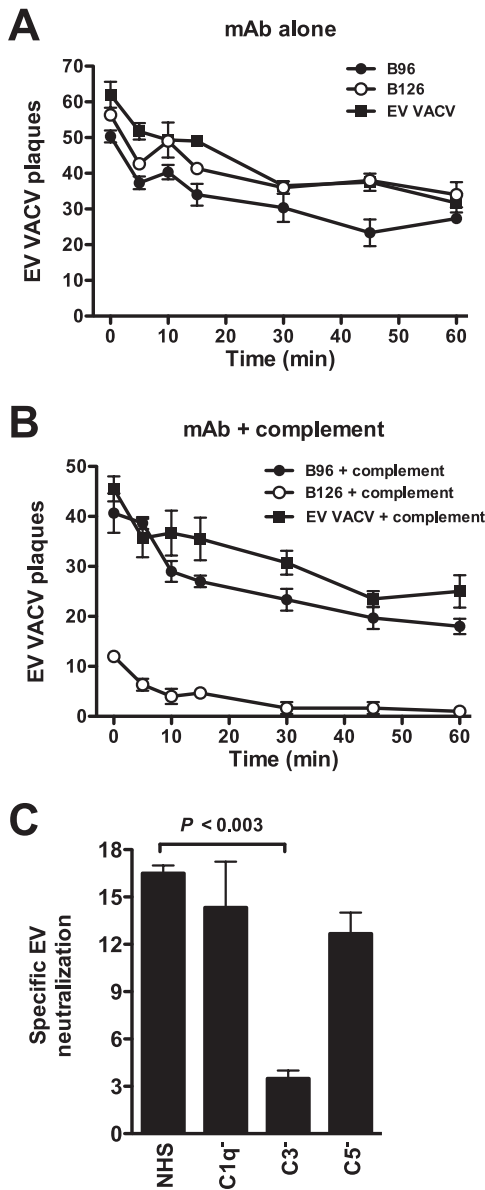 A
mAb alone
B96
B126
EV VACV
70
60
50
40
30
20
10
0
EV VACV plaques
0 10 20 30 40 50 60
Time (min)
B
mAb + complement
B96 + complement
B126 + complement
EV VACV + complement
50
40
30
20
10
0
EV VACV plaques
0 10 20 30 40 50 60
Time (min)
C
P < 0.003
18
15
12
9
6
3
0
Specific EV
neutralization
NHS
C1q-
C3-
C5-